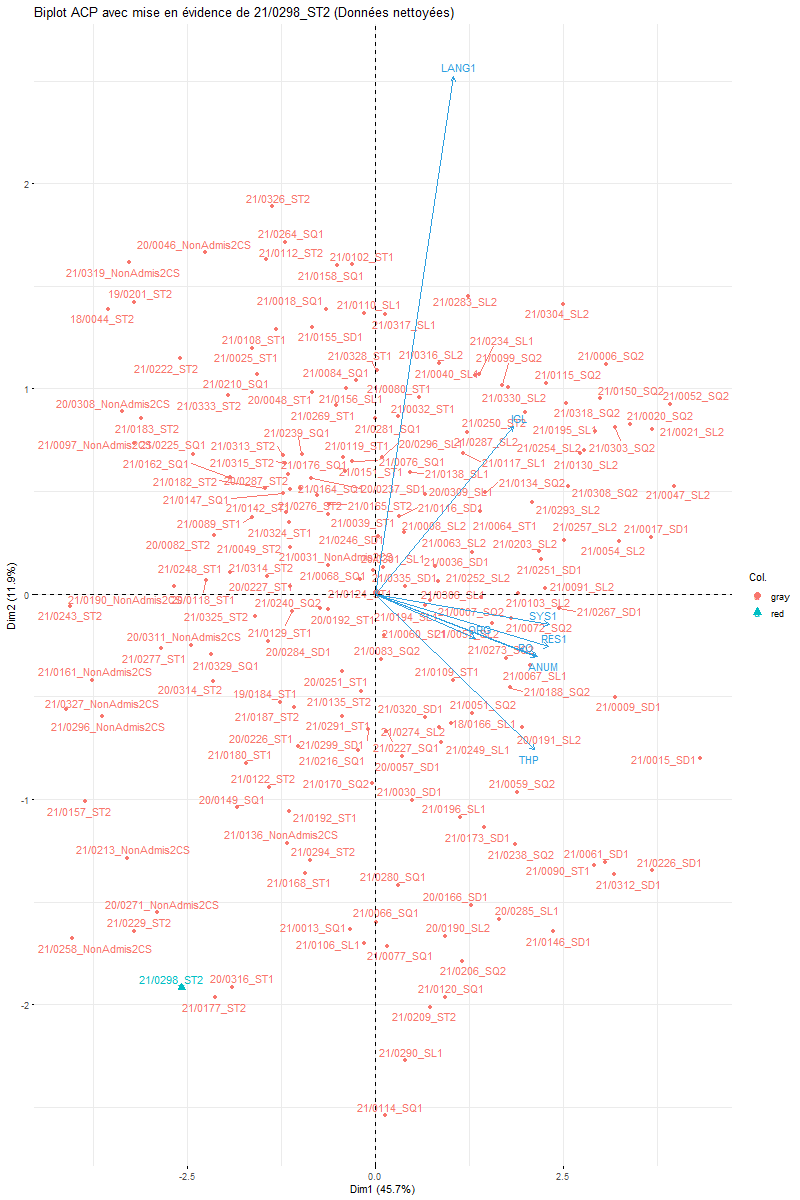 Biplot ACP avec mise en évidence de 21/0298_ST2 (Données nettoyées)
LANG1
21/0326_ST2
21/0264_SQ1
20/0046_NonAdmis2CS
21/0112_ST2
21/0102_ST1
21/0319_NonAdmis2CS
21/0158_SQ1
19/0201_ST2
21/0018_SQ1
21/0110_SL1
21/0283_SL2
21/0304_SL2
18/0044_ST2
21/0317_SL1
21/0108_ST1
21/0155_SD1
21/0234_SL1
21/0025_ST1
21/0328_ST1
21/0316_SL2
21/0099_SQ2
21/0006_SQ2
21/0222_ST2
21/0084_SQ1
21/0040_SL1
21/0115_SQ2
21/0210_SQ1
21/0080_ST1
21/0330_SL2
21/0150_SQ2
21/0052_SQ2
20/0308_NonAdmis2CS
21/0333_ST2
20/0048_ST1
21/0156_SL1
21/0032_ST1
21/0318_SQ2
21/0020_SQ2
21/0269_ST1
IGL
21/0250_ST2
21/0183_ST2
21/0239_SQ1
21/0281_SQ1
21/0195_SL1
21/0021_SL2
21/0097_NonAdmis2CS
21/0225_SQ1
21/0313_ST2
21/0119_ST1
20/0296_SL2
21/0287_SL2
21/0254_SL2
21/0303_SQ2
21/0162_SQ1
21/0315_ST2
21/0176_SQ1
21/0151_ST1
21/0076_SQ1
21/0117_SL1
21/0130_SL2
21/0182_ST2
20/0287_ST2
21/0164_SQ1
20/0237_SD1
21/0138_SL1
21/0134_SQ2
21/0147_SQ1
20/0309_SL1
21/0308_SQ2
21/0047_SL2
21/0142_ST1
21/0276_ST2
21/0165_ST2
21/0116_SD1
21/0293_SL2
21/0089_ST1
21/0039_ST1
21/0008_SL2
21/0064_ST1
21/0257_SL2
21/0017_SD1
20/0082_ST2
21/0324_ST1
21/0246_SD1
21/0063_SL2
21/0203_SL2
21/0054_SL2
21/0049_ST2
21/0031_NonAdmis2CS
21/0036_SD1
21/0251_SD1
21/0248_ST1
21/0314_ST2
21/0068_SQ1
21/0335_SD1
21/0252_SL2
21/0091_SL2
20/0227_ST1
21/0190_NonAdmis2CS
20/0118_ST1
21/0240_SQ2
21/0103_SL2
21/0243_ST2
21/0325_ST2
20/0192_ST1
21/0194_SL1
21/0007_SQ2
SYS1
21/0267_SD1
21/0129_ST1
21/0072_SQ2
20/0311_NonAdmis2CS
21/0284_SD1
RES1
21/0277_ST1
21/0329_SQ1
21/0083_SQ2
21/0273_SL2
ANUM
21/0161_NonAdmis2CS
21/0109_ST1
21/0067_SL1
20/0314_ST2
19/0184_ST1
21/0135_ST2
21/0188_SQ2
21/0327_NonAdmis2CS
21/0187_ST2
21/0320_SD1
21/0051_SQ2
21/0009_SD1
21/0296_NonAdmis2CS
21/0291_ST1
21/0274_SL2
18/0166_SL1
20/0226_ST1
21/0299_SD1
20/0191_SL2
21/0180_ST1
21/0216_SQ1
21/0227_SQ1
21/0249_SL1
THP
21/0015_SD1
20/0057_SD1
21/0122_ST2
21/0170_SQ2
21/0059_SQ2
20/0149_SQ1
21/0030_SD1
21/0157_ST2
21/0192_ST1
21/0196_SL1
21/0136_NonAdmis2CS
21/0173_SD1
21/0213_NonAdmis2CS
21/0294_ST2
21/0238_SQ2
21/0061_SD1
21/0226_SD1
21/0090_ST1
21/0168_ST1
21/0280_SQ1
21/0312_SD1
20/0271_NonAdmis2CS
20/0166_SD1
21/0229_ST2
21/0066_SQ1
20/0285_SL1
21/0258_NonAdmis2CS
21/0013_SQ1
20/0190_SL2
21/0106_SL1
21/0146_SD1
21/0077_SQ1
21/0206_SQ2
21/0298_ST2
20/0316_ST1
21/0120_SQ1
21/0177_ST2
21/0209_ST2
21/0290_SL1
21/0114_SQ1
2
1
0
-1
-2
Dim2 (11.9%)
-2.5
0.0
2.5
Dim1 (45.7%)
Col.
gray
red